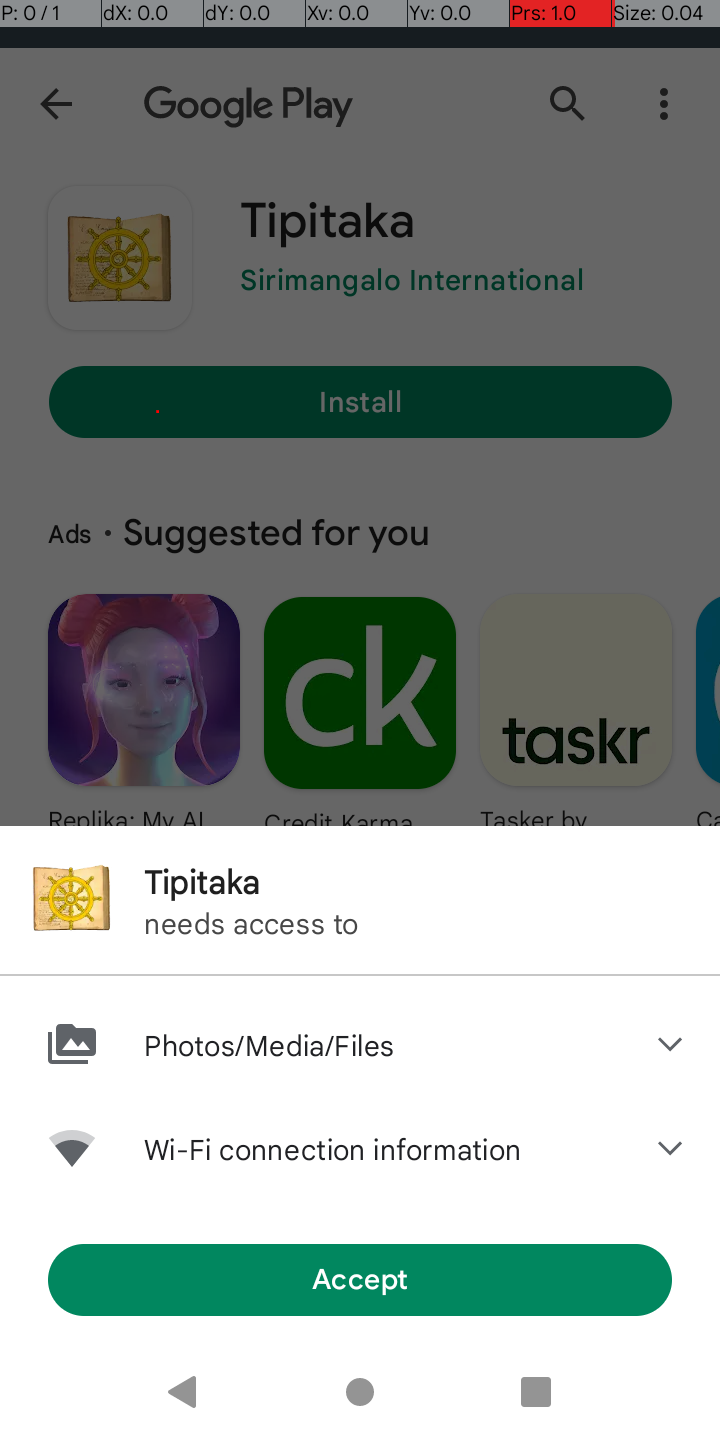 P: 0 / 1 dX: 0.0 dY: 0.0 Xv: 0.0 Yv: 0.0 Prs: 1.0 Size: 0.04
Google Play
Tipitaka
Sirimangalo International
Install
Ads • Suggested for you
ck
taskr
Replika: My AI Credit Karma Tasker by
Tipitaka
needs access to
Photos/Media/Files
Wi-Fi connection information
Accept